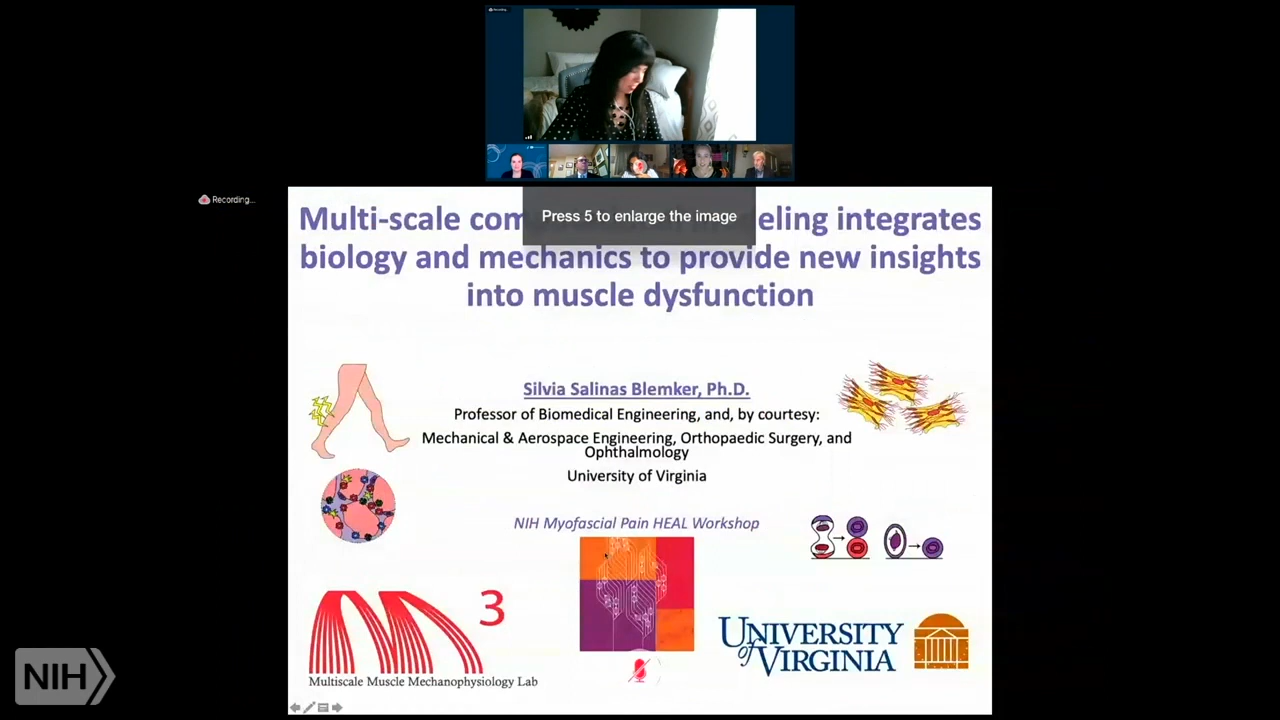 Recording...
Recording...
Press 5 to enlarge the image
Multi-scale com eling integrates
biology and mechanics to provide new insights
into muscle dysfunction
Silvia Salinas Blemker, Ph.D.
Professor of Biomedical Engineering, and, by courtesy:
Mechanical & Aerospace Engineering, Orthopaedic Surgery, and
Ophthalmology
University of Virginia
NIH Myofascial Pain HEAL Workshop
3
Multiscale Muscle Mechanophysiology Lab
UNIVERSITY
of VIRGINIA
NIH